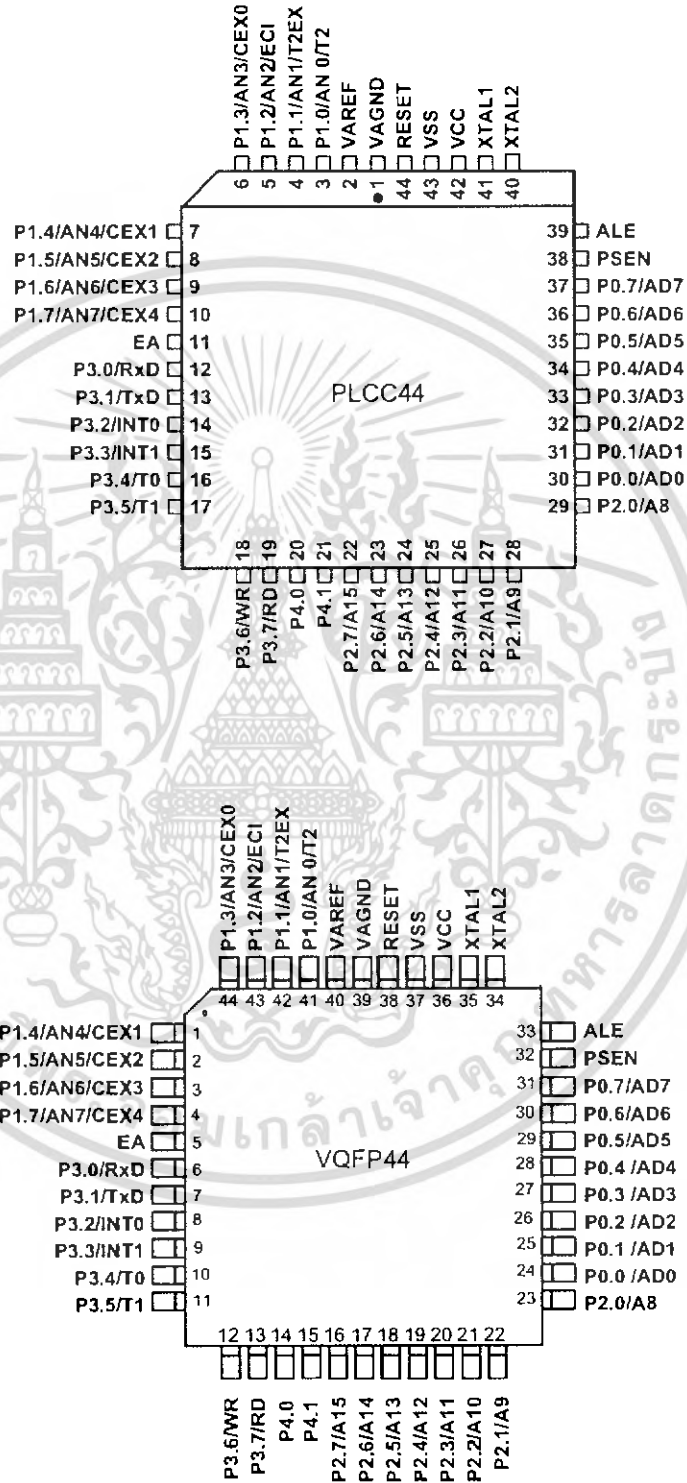 P1.3/AN3/CEX0
P1.2/AN2/ECI
P1.1/AN1/T2EX
P1.0/AN 0/T2
VAREF
VAGND
RESET
VSS
VCC
XTAL1
XTAL2
6 5 4 3 2 1 44 43 42 41 40
P1.4/AN4/CEX1 7
P1.5/AN5/CEX2 8
P1.6/AN6/CEX3 9
P1.7/AN7/CEX4 10
EA 11
P3.0/RxD 12
P3.1/TxD 13
P3.2/INT0 14
P3.3/INT1 15
P3.4/T0 16
P3.5/T1 17
PLCC44
39 ALE
38 PSEN
37 P0.7/AD7
36 P0.6/AD6
35 P0.5/AD5
34 P0.4/AD4
33 P0.3/AD3
32 P0.2/AD2
31 P0.1/AD1
30 P0.0/AD0
29 P2.0/A8
18 19 20 21 22 23 24 25 26 27 28
P3.6/WR
P3.7/RD
P4.0
P4.1
P2.7/A15
P2.6/A14
P2.5/A13
P2.4/A12
P2.3/A11
P2.2/A10
P2.1/A9
P1.3/AN3/CEX0
P1.2/AN2/ECI
P1.1/AN1/T2EX
P1.0/AN 0/T2
VAREF
VAGND
RESET
VSS
VCC
XTAL1
XTAL2
44 43 42 41 40 39 38 37 36 35 34
P1.4/AN4/CEX1 1
P1.5/AN5/CEX2 2
P1.6/AN6/CEX3 3
P1.7/AN7/CEX4 4
EA 5
P3.0/RxD 6
P3.1/TxD 7
P3.2/INT0 8
P3.3/INT1 9
P3.4/T0 10
P3.5/T1 11
VQFP44
33 ALE
32 PSEN
31 P0.7/AD7
30 P0.6/AD6
29 P0.5/AD5
28 P0.4 /AD4
27 P0.3 /AD3
26 P0.2 /AD2
25 P0.1 /AD1
24 P0.0 /AD0
23 P2.0/A8
12 13 14 15 16 17 18 19 20 21 22
P3.6/WR
P3.7/RD
P4.0
P4.1
P2.7/A15
P2.6/A14
P2.5/A13
P2.4/A12
P2.3/A11
P2.2/A10
P2.1/A9